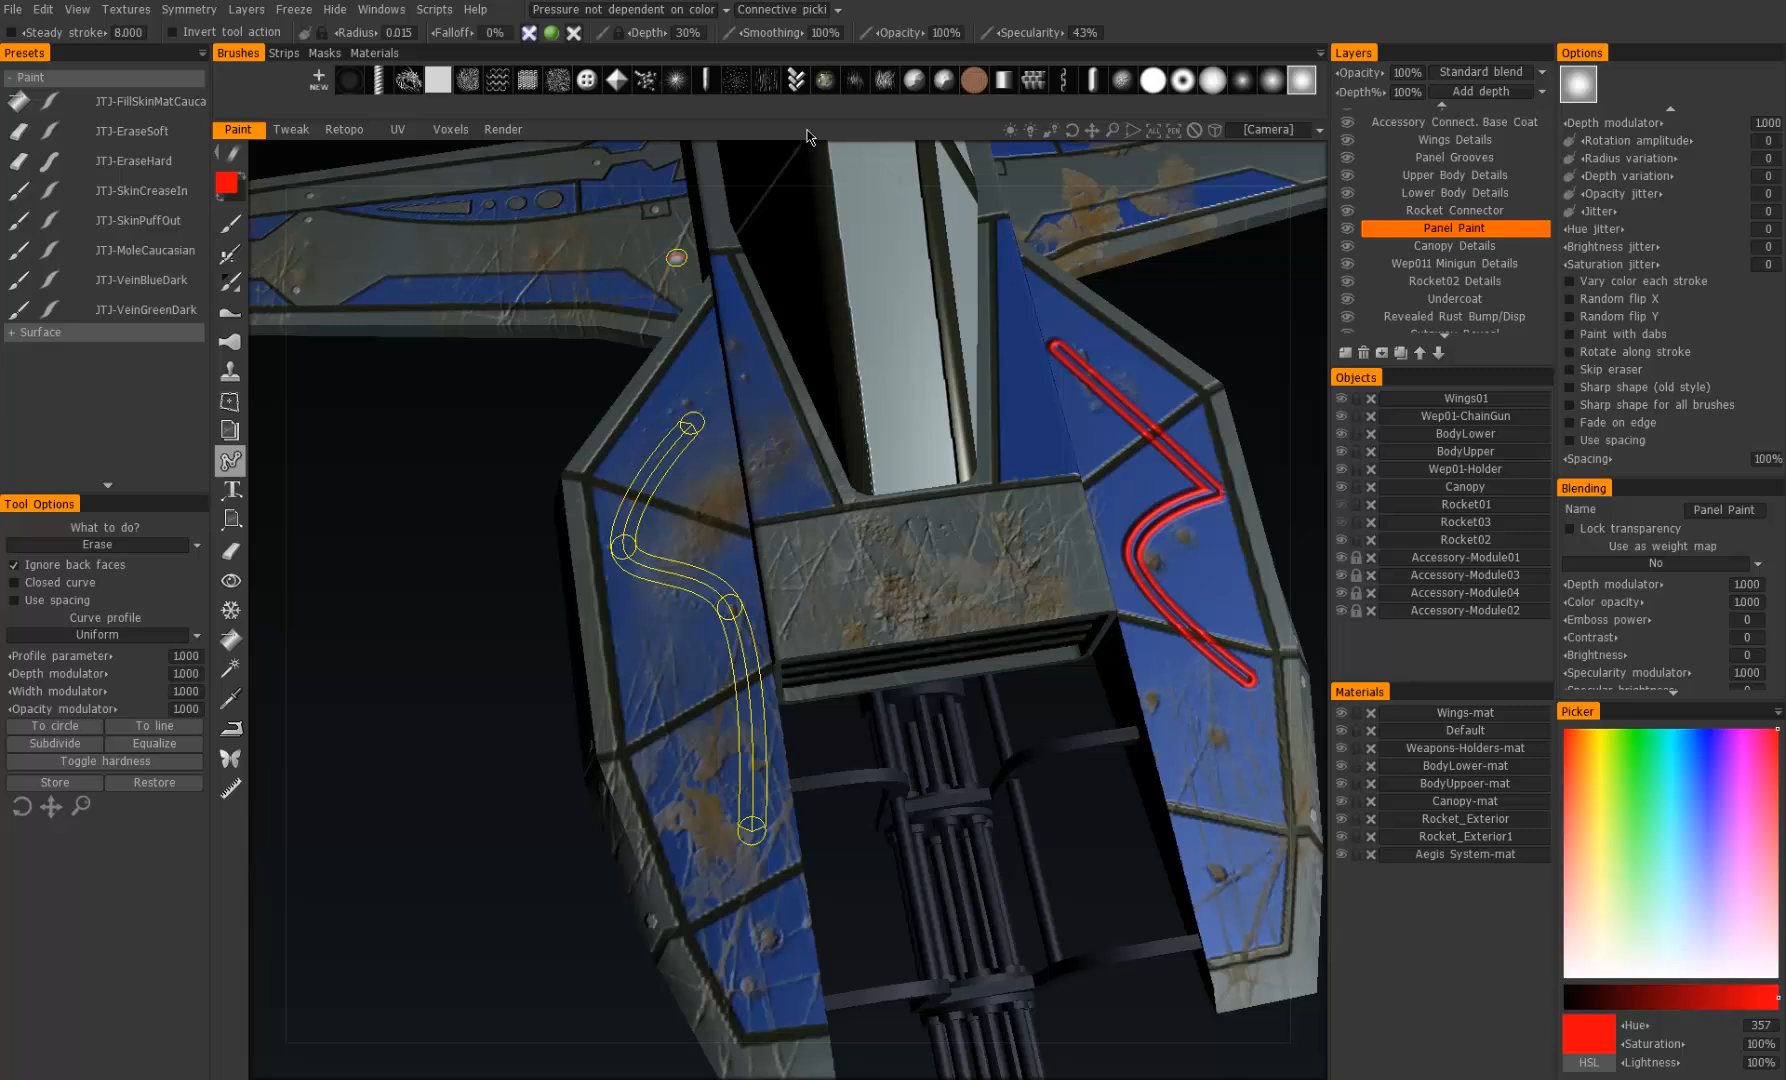 File Edit View Textures Symmetry Layers Freeze Hide Windows Scripts Help Pressure not dependent on color Connective picki
Steady stroke 8.000 Invert tool action Radius 0.015 Falloff 0% Depth 30% Smoothing 100% Opacity 100% Specularity 43%
Presets
Paint
JTJ-FillSkinMatCauca
JTJ-EraseSoft
JTJ-EraseHard
JTJ-SkinCreaseIn
JTJ-SkinPuffOut
JTJ-MoleCaucasian
JTJ-VeinBlueDark
JTJ-VeinGreenDark
Surface
Tool Options
What to do?
Erase
Ignore back faces
Closed curve
Use spacing
Curve profile
Uniform
Profile parameter 1.000
Depth modulator 1.000
Width modulator 1.000
Opacity modulator 1.000
To circle To line
Subdivide Equalize
Toggle hardness
Store Restore
Brushes Strips Masks Materials
NEW
Paint Tweak Retopo UV Voxels Render [Camera]
Layers
Opacity 100% Standard blend
Depth% 100% Add depth
Accessory Connect. Base Coat
Wings Details
Panel Grooves
Upper Body Details
Lower Body Details
Rocket Connector
Panel Paint
Canopy Details
Wep011 Minigun Details
Rocket02 Details
Undercoat
Revealed Rust Bump/Disp
Objects
Wings01
Wep01-ChainGun
BodyLower
BodyUpper
Wep01-Holder
Canopy
Rocket01
Rocket03
Rocket02
Accessory-Module01
Accessory-Module03
Accessory-Module04
Accessory-Module02
Materials
Wings-mat
Default
Weapons-Holders-mat
BodyLower-mat
BodyUppoer-mat
Canopy-mat
Rocket_Exterior
Rocket_Exterior1
Aegis System-mat
Options
Depth modulator 1.000
Rotation amplitude 0
Radius variation 0
Depth variation 0
Opacity jitter 0
Jitter 0
Hue jitter 0
Brightness jitter 0
Saturation jitter 0
Vary color each stroke
Random flip X
Random flip Y
Paint with dabs
Rotate along stroke
Skip eraser
Sharp shape (old style)
Sharp shape for all brushes
Fade on edge
Use spacing
Spacing 100%
Blending
Name Panel Paint
Lock transparency
Use as weight map
No
Depth modulator 1.000
Color opacity 1.000
Emboss power 0
Contrast 0
Brightness 0
Specularity modulator 1.000
Picker
Hue 357
Saturation 100%
HSL Lightness 100%